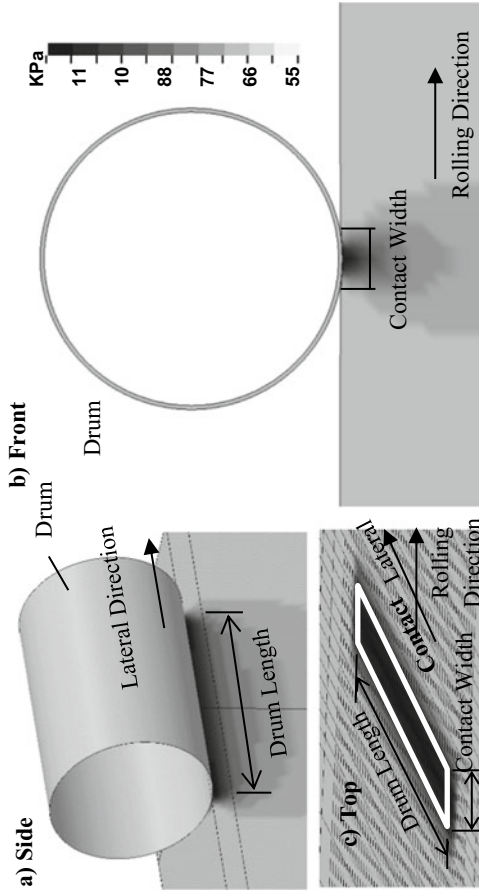 a) Side
Drum
Lateral Direction
Drum Length
b) Front
Drum
KPa
11
10
88
77
66
55
Contact Width
Rolling Direction
c) Top
Drum Length
Contact
Lateral
Rolling
Direction
Contact Width